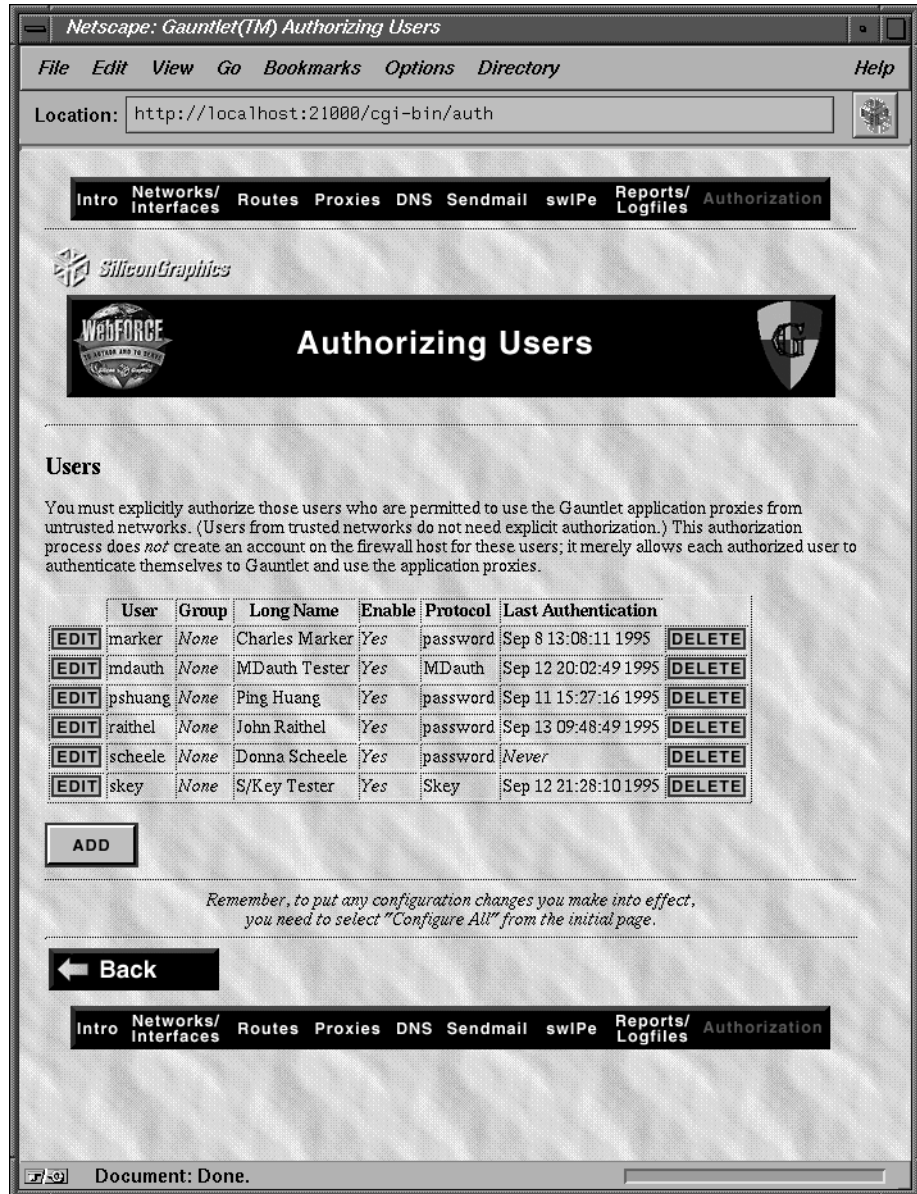 Netscape: Gauntlet(TM) Authorizing Users
File Edit View Go Bookmarks Options Directory Help
Location: http://localhost:21000/cgi-bin/auth
Intro Networks/ Interfaces Routes Proxies DNS Sendmail swIPe Reports/ Logfiles Authorization
SiliconGraphics
WebFORCE
TO AUTHOR AND TO SERVE
Silicon Graphics
Authorizing Users
G
Users
You must explicitly authorize those users who are permitted to use the Gauntlet application proxies from
untrusted networks. (Users from trusted networks do not need explicit authorization.) This authorization
process does not create an account on the firewall host for these users; it merely allows each authorized user to
authenticate themselves to Gauntlet and use the application proxies.
User Group Long Name Enable Protocol Last Authentication
EDIT marker None Charles Marker Yes password Sep 8 13:08:11 1995 DELETE
EDIT mdauth None MDauth Tester Yes MDauth Sep 12 20:02:49 1995 DELETE
EDIT pshuang None Ping Huang Yes password Sep 11 15:27:16 1995 DELETE
EDIT raithel None John Raithel Yes password Sep 13 09:48:49 1995 DELETE
EDIT scheele None Donna Scheele Yes password Never DELETE
EDIT skey None S/Key Tester Yes Skey Sep 12 21:28:10 1995 DELETE
ADD
Remember, to put any configuration changes you make into effect,
you need to select "Configure All" from the initial page.
Back
Intro Networks/ Interfaces Routes Proxies DNS Sendmail swIPe Reports/ Logfiles Authorization
Document: Done.